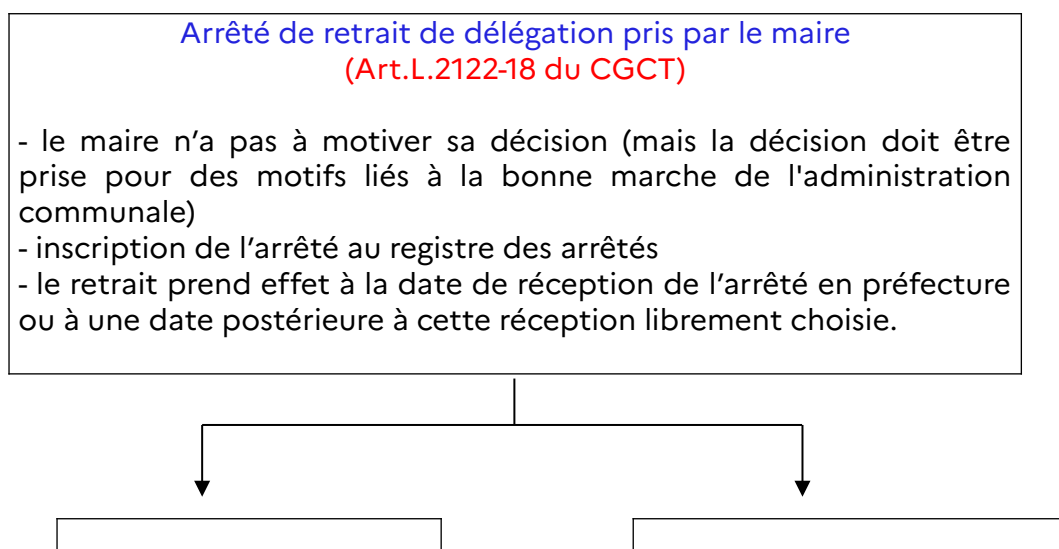 Arrêté de retrait de délégation pris par le maire
(Art.L.2122-18 du CGCT)
- le maire n’a pas à motiver sa décision (mais la décision doit être
prise pour des motifs liés à la bonne marche de l'administration
communale)
- inscription de l’arrêté au registre des arrêtés
- le retrait prend effet à la date de réception de l’arrêté en préfecture
ou à une date postérieure à cette réception librement choisie.